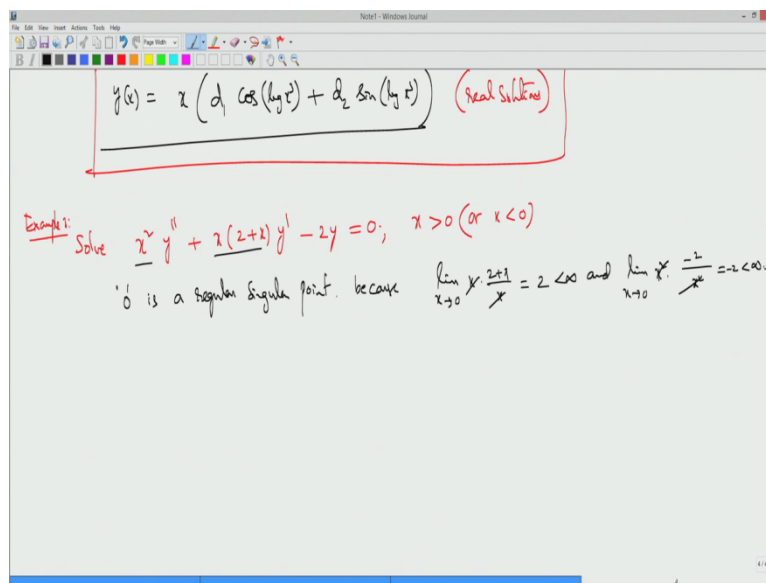 Note1 - Windows Journal
File Edit View Insert Actions Tools Help
Page Width
B I
y(x) = x ( d₁ cos(log x³) + d₂ sin(log x³) ) (real solutions)
Example 1:
Solve x² y'' + x(2+x) y' - 2y = 0; x > 0 (or x < 0)
'0' is a regular singular point. because lim x→0 x · (2+x)/x = 2 < ∞ and lim x→0 x² · -2/x² = -2 < ∞.